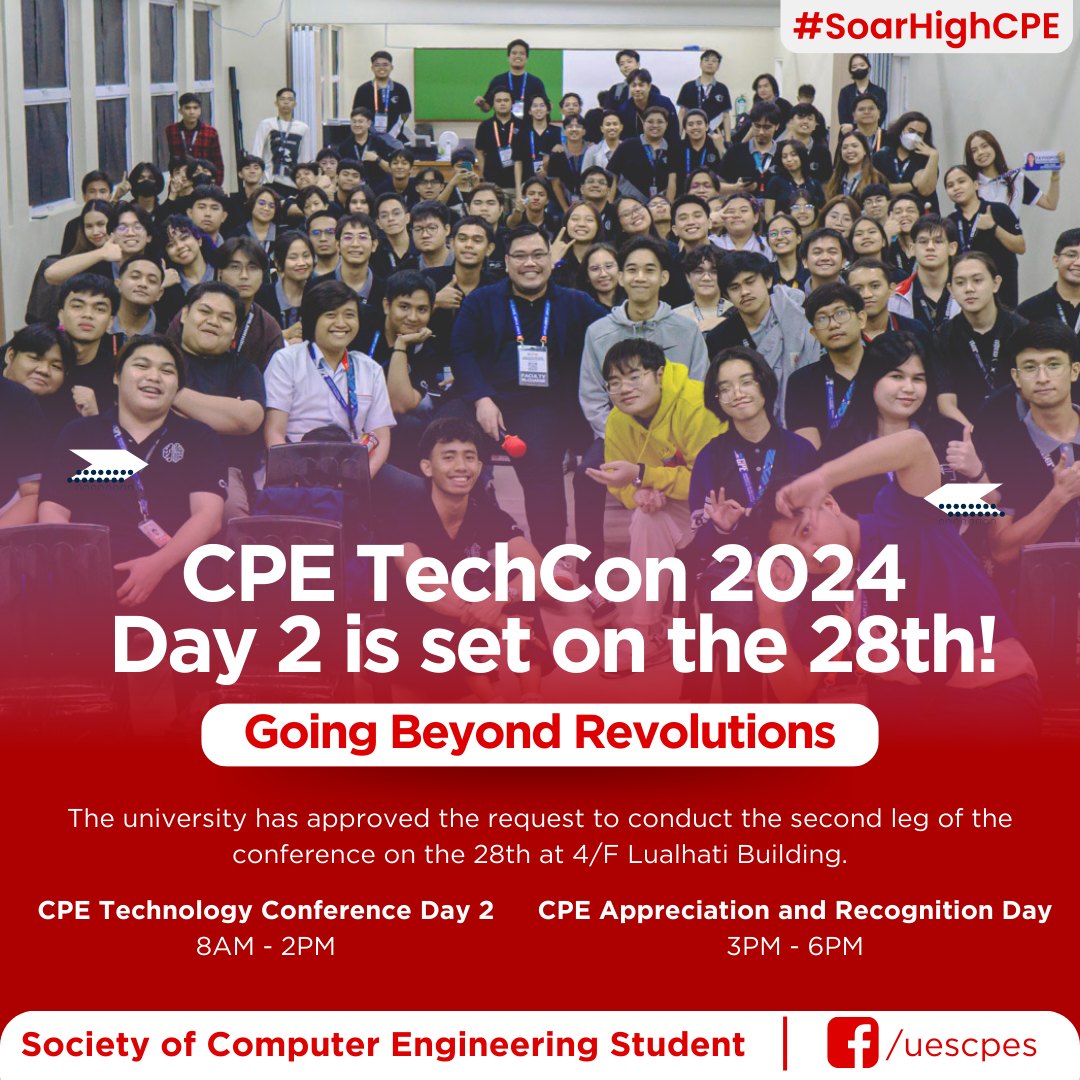 #SoarHighCPE
FACULTY
CPE TechCon 2024
Day 2 is set on the 28th!
Going Beyond Revolutions
The university has approved the request to conduct the second leg of the
conference on the 28th at 4/F Lualhati Building.
CPE Technology Conference Day 2
8AM - 2PM
CPE Appreciation and Recognition Day
3PM - 6PM
Society of Computer Engineering Student
/uescpes